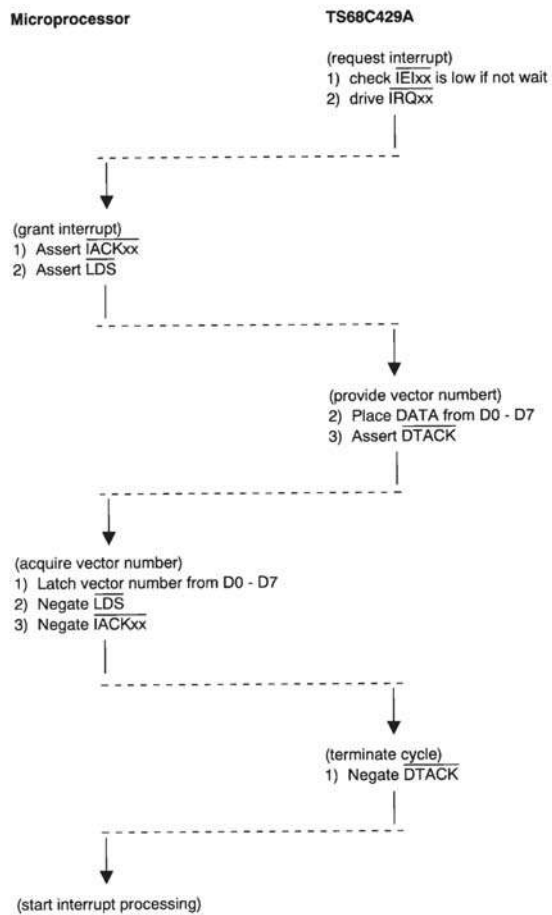 Microprocessor TS68C429A
(request interrupt)
1) check IEIxx is low if not wait
2) drive IRQxx
(grant interrupt)
1) Assert IACKxx
2) Assert LDS
(provide vector numbert)
2) Place DATA from D0 - D7
3) Assert DTACK
(acquire vector number)
1) Latch vector number from D0 - D7
2) Negate LDS
3) Negate IACKxx
(terminate cycle)
1) Negate DTACK
(start interrupt processing)